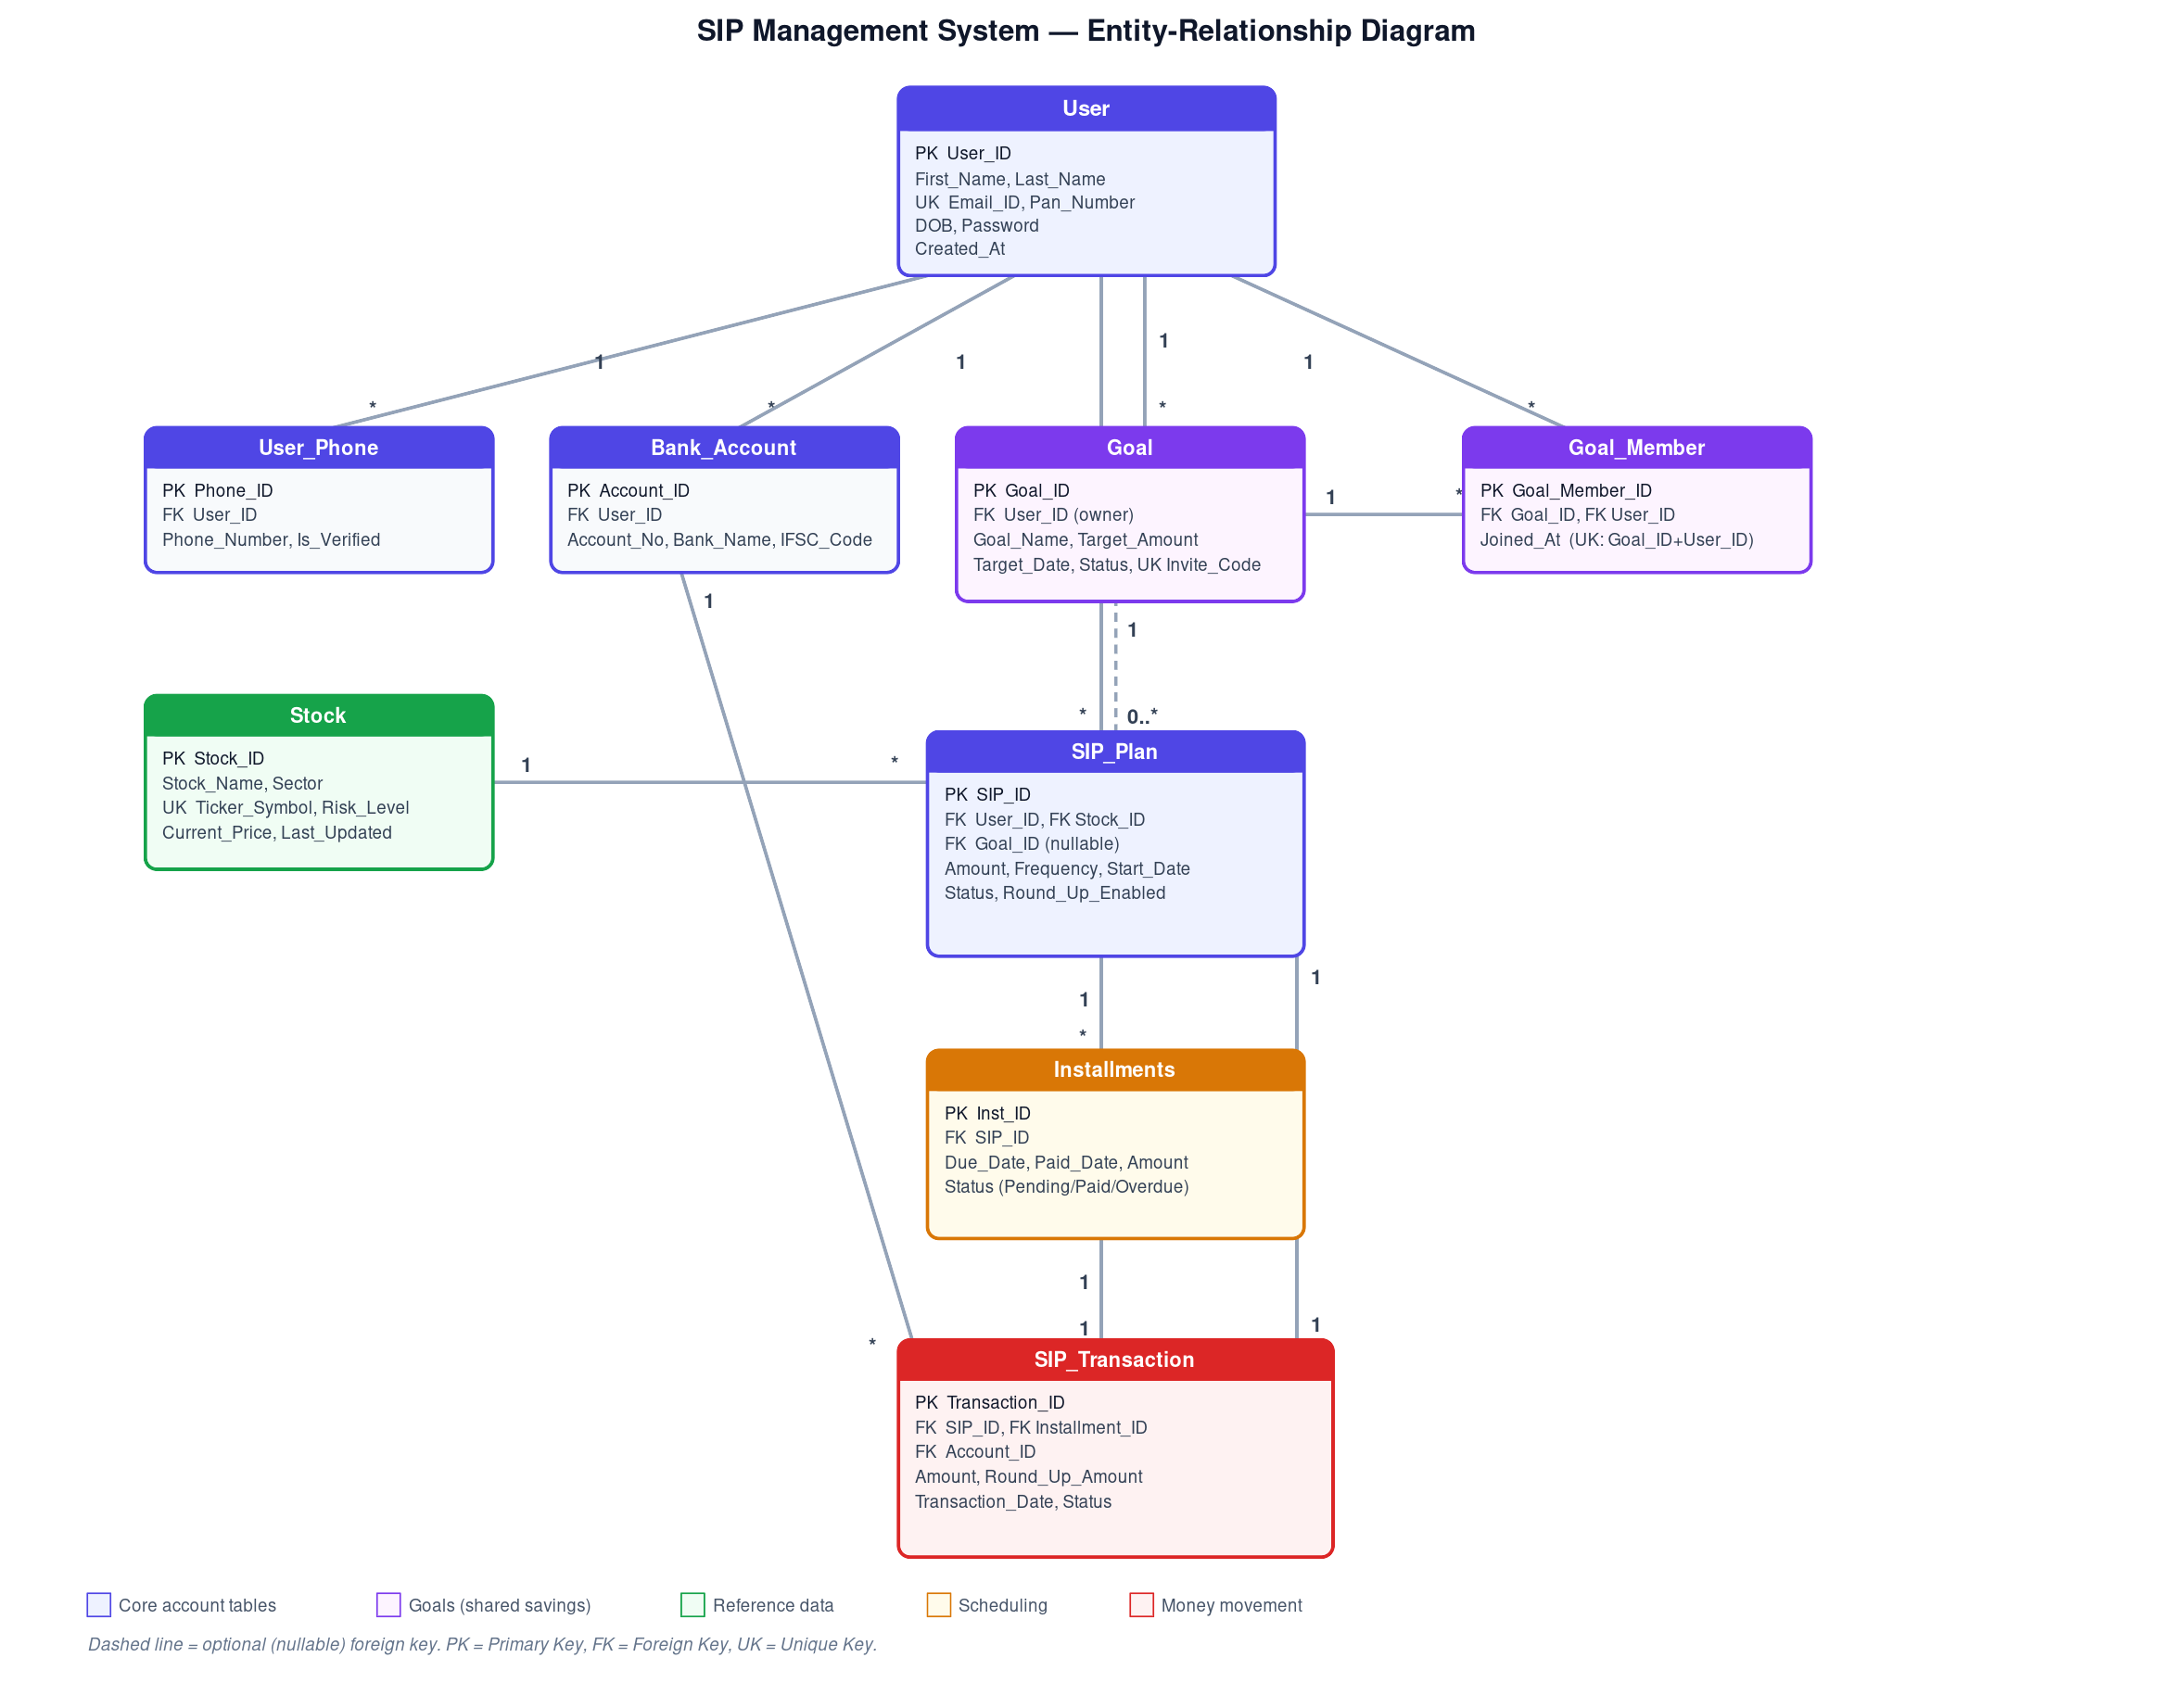 SIP Management System — Entity-Relationship Diagram
User
PK User_ID
First_Name, Last_Name
UK Email_ID, Pan_Number
DOB, Password
Created_At
1
1
1
1
*
*
*
*
User_Phone
PK Phone_ID
FK User_ID
Phone_Number, Is_Verified
Bank_Account
PK Account_ID
FK User_ID
Account_No, Bank_Name, IFSC_Code
Goal
PK Goal_ID
FK User_ID (owner)
Goal_Name, Target_Amount
Target_Date, Status, UK Invite_Code
1
*
Goal_Member
PK Goal_Member_ID
FK Goal_ID, FK User_ID
Joined_At (UK: Goal_ID+User_ID)
1
1
*
0..*
Stock
PK Stock_ID
Stock_Name, Sector
UK Ticker_Symbol, Risk_Level
Current_Price, Last_Updated
1
*
SIP_Plan
PK SIP_ID
FK User_ID, FK Stock_ID
FK Goal_ID (nullable)
Amount, Frequency, Start_Date
Status, Round_Up_Enabled
1
1
*
Installments
PK Inst_ID
FK SIP_ID
Due_Date, Paid_Date, Amount
Status (Pending/Paid/Overdue)
1
1
1
*
SIP_Transaction
PK Transaction_ID
FK SIP_ID, FK Installment_ID
FK Account_ID
Amount, Round_Up_Amount
Transaction_Date, Status
Core account tables
Goals (shared savings)
Reference data
Scheduling
Money movement
Dashed line = optional (nullable) foreign key. PK = Primary Key, FK = Foreign Key, UK = Unique Key.